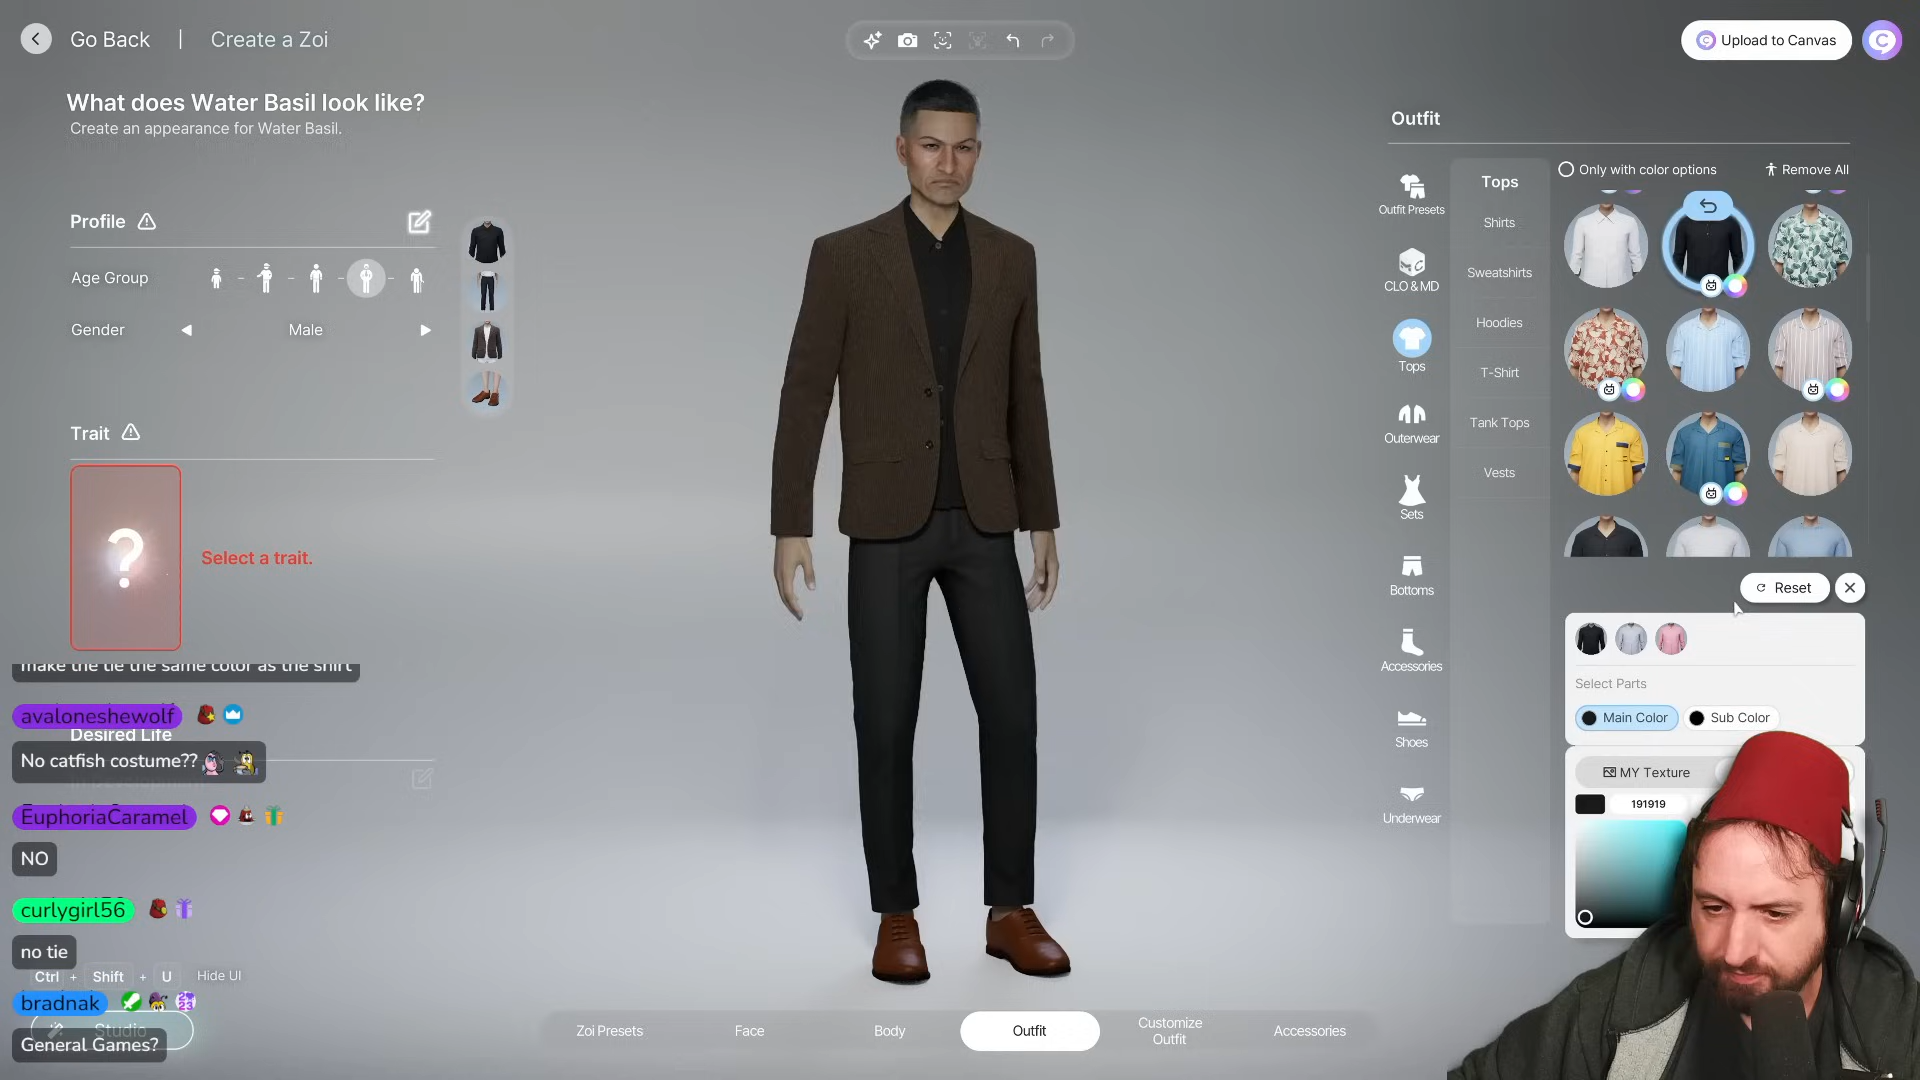 Go Back | Create a Zoi
Upload to Canvas
What does Water Basil look like?
Create an appearance for Water Basil.
Profile
Age Group
Gender
Male
Trait
?
Select a trait.
make the tie the same color as the shirt
avaloneshewolf
Desired Life
No catfish costume??
EuphoriaCaramel
NO
curlygirl56
no tie
Ctrl + Shift + U Hide UI
bradnak
Studio
General Games?
Zoi Presets
Face
Body
Outfit
Customize
Outfit
Accessories
Outfit
Outfit Presets
CLO & MD
Tops
Outerwear
Sets
Bottoms
Accessories
Shoes
Underwear
Tops
Shirts
Sweatshirts
Hoodies
T-Shirt
Tank Tops
Vests
Only with color options
Remove All
Reset
Select Parts
Main Color
Sub Color
MY Texture
191919